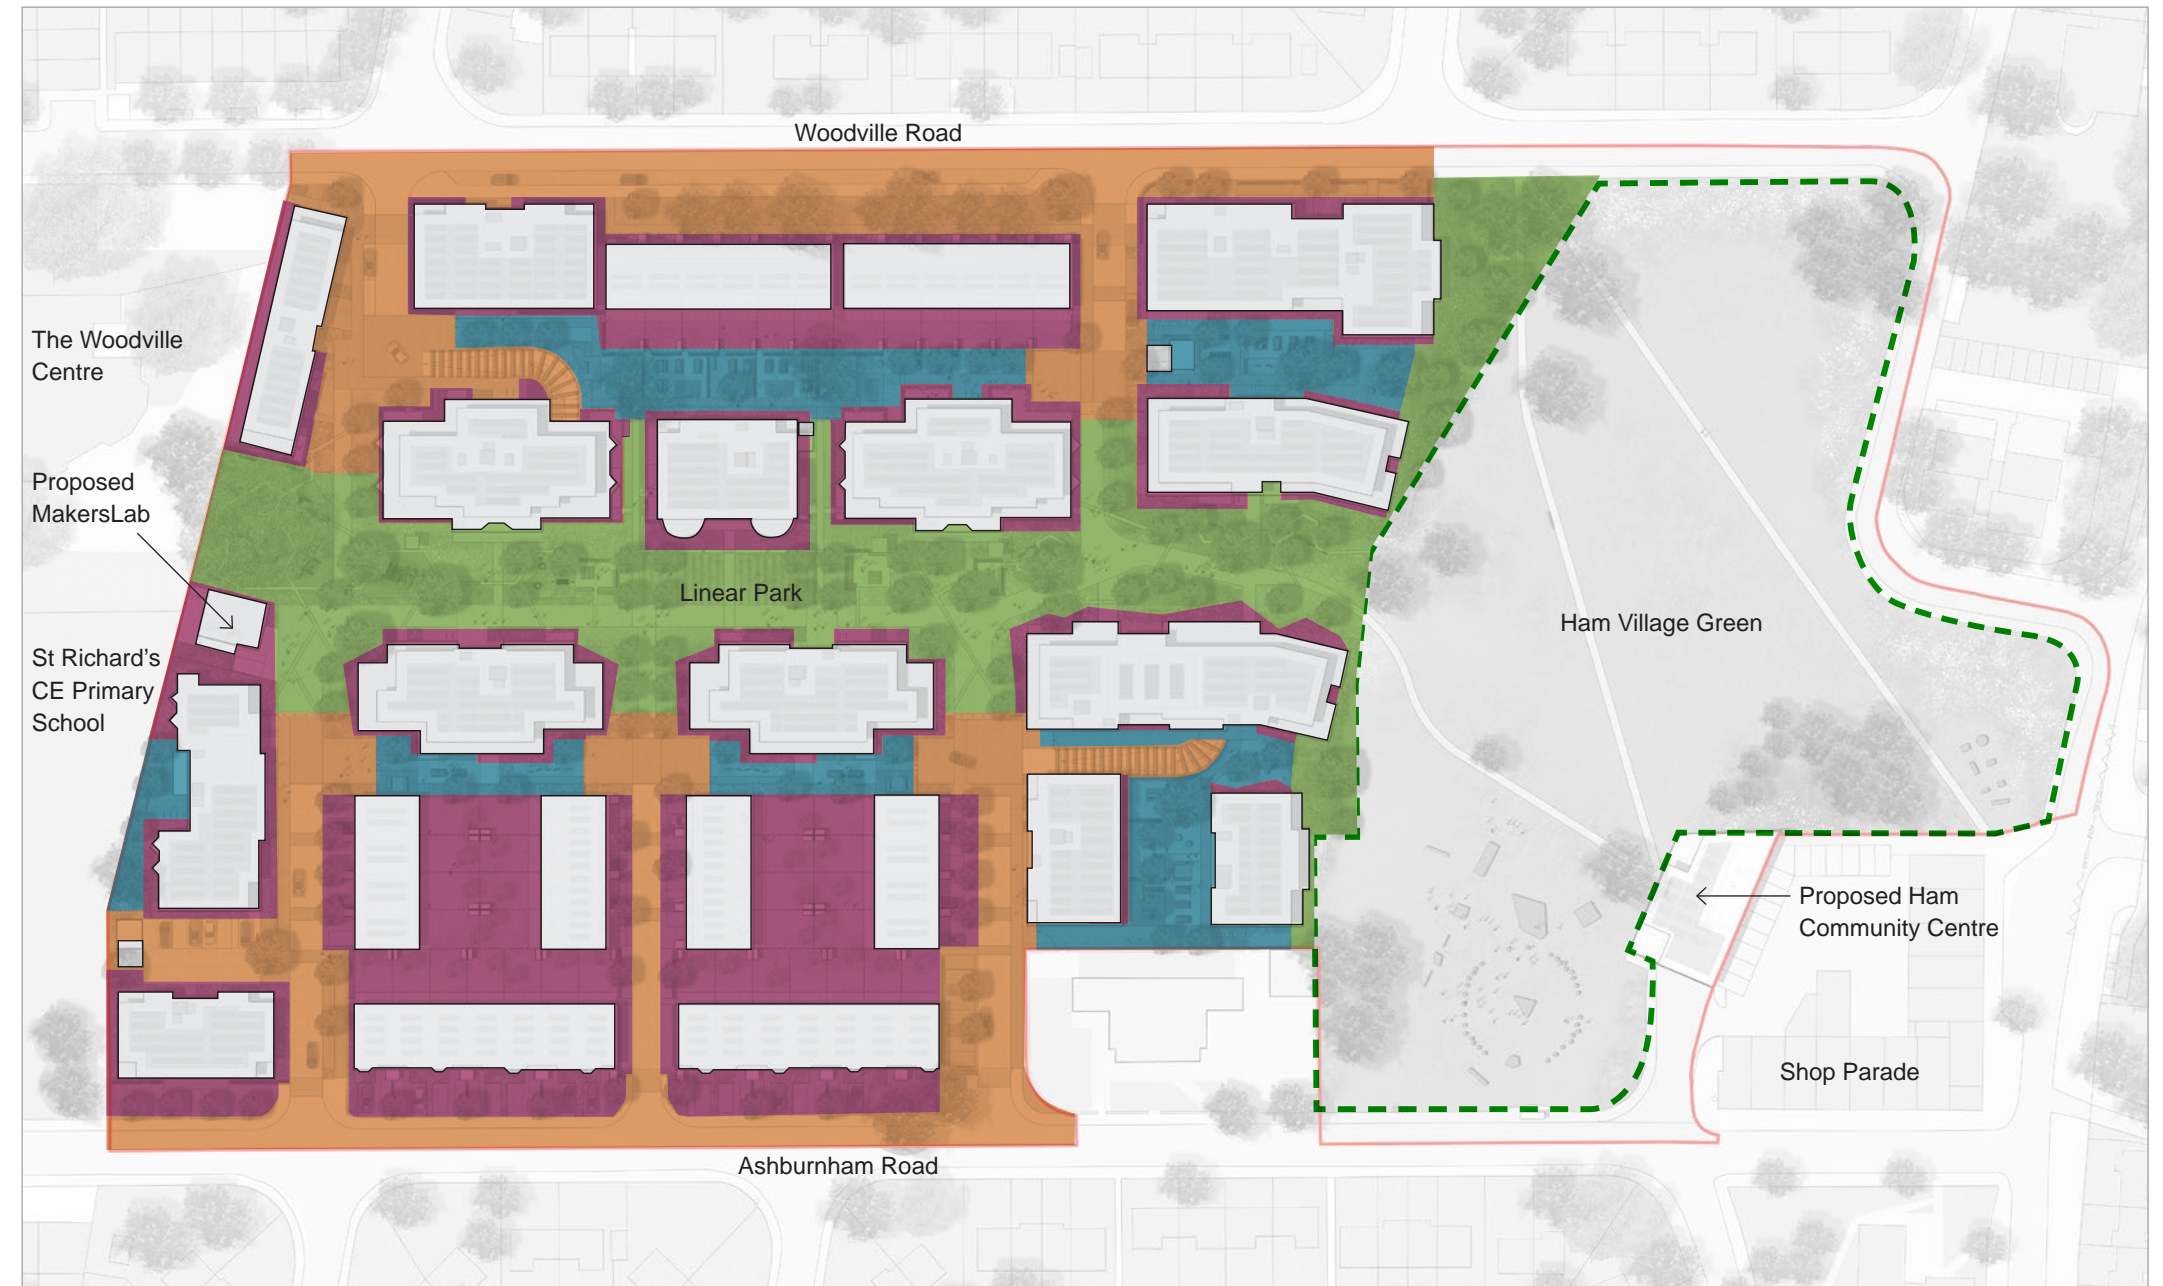 Woodville Road
The Woodville
Centre
Proposed
MakersLab
Linear Park
Ham Village Green
St Richard's
CE Primary
School
Proposed Ham
Community Centre
Shop Parade
Ashburnham Road